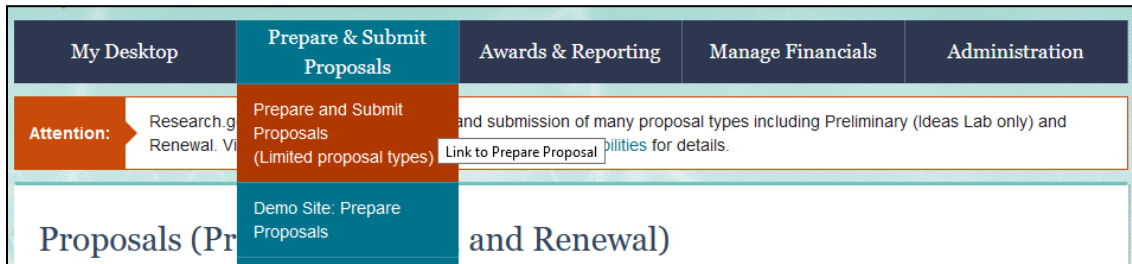 My Desktop
Prepare & Submit
Proposals
Awards & Reporting
Manage Financials
Administration
Attention:
Research.g
and submission of many proposal types including Preliminary (Ideas Lab only) and
Renewal. Vi
bilities for details.
Prepare and Submit
Proposals
(Limited proposal types)
Link to Prepare Proposal
Demo Site: Prepare
Proposals
Proposals (Pr
and Renewal)